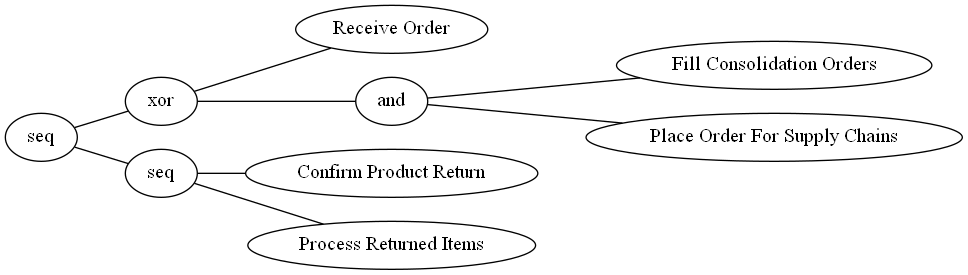 Receive Order
Fill Consolidation Orders
xor
and
Place Order For Supply Chains
seq
seq
Confirm Product Return
Process Returned Items